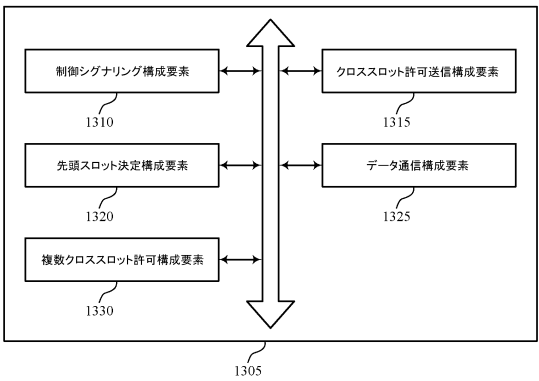 制御シグナリング構成要素
1310
クロススロット許可送信構成要素
1315
先頭スロット決定構成要素
1320
データ通信構成要素
1325
複数クロススロット許可構成要素
1330
1305